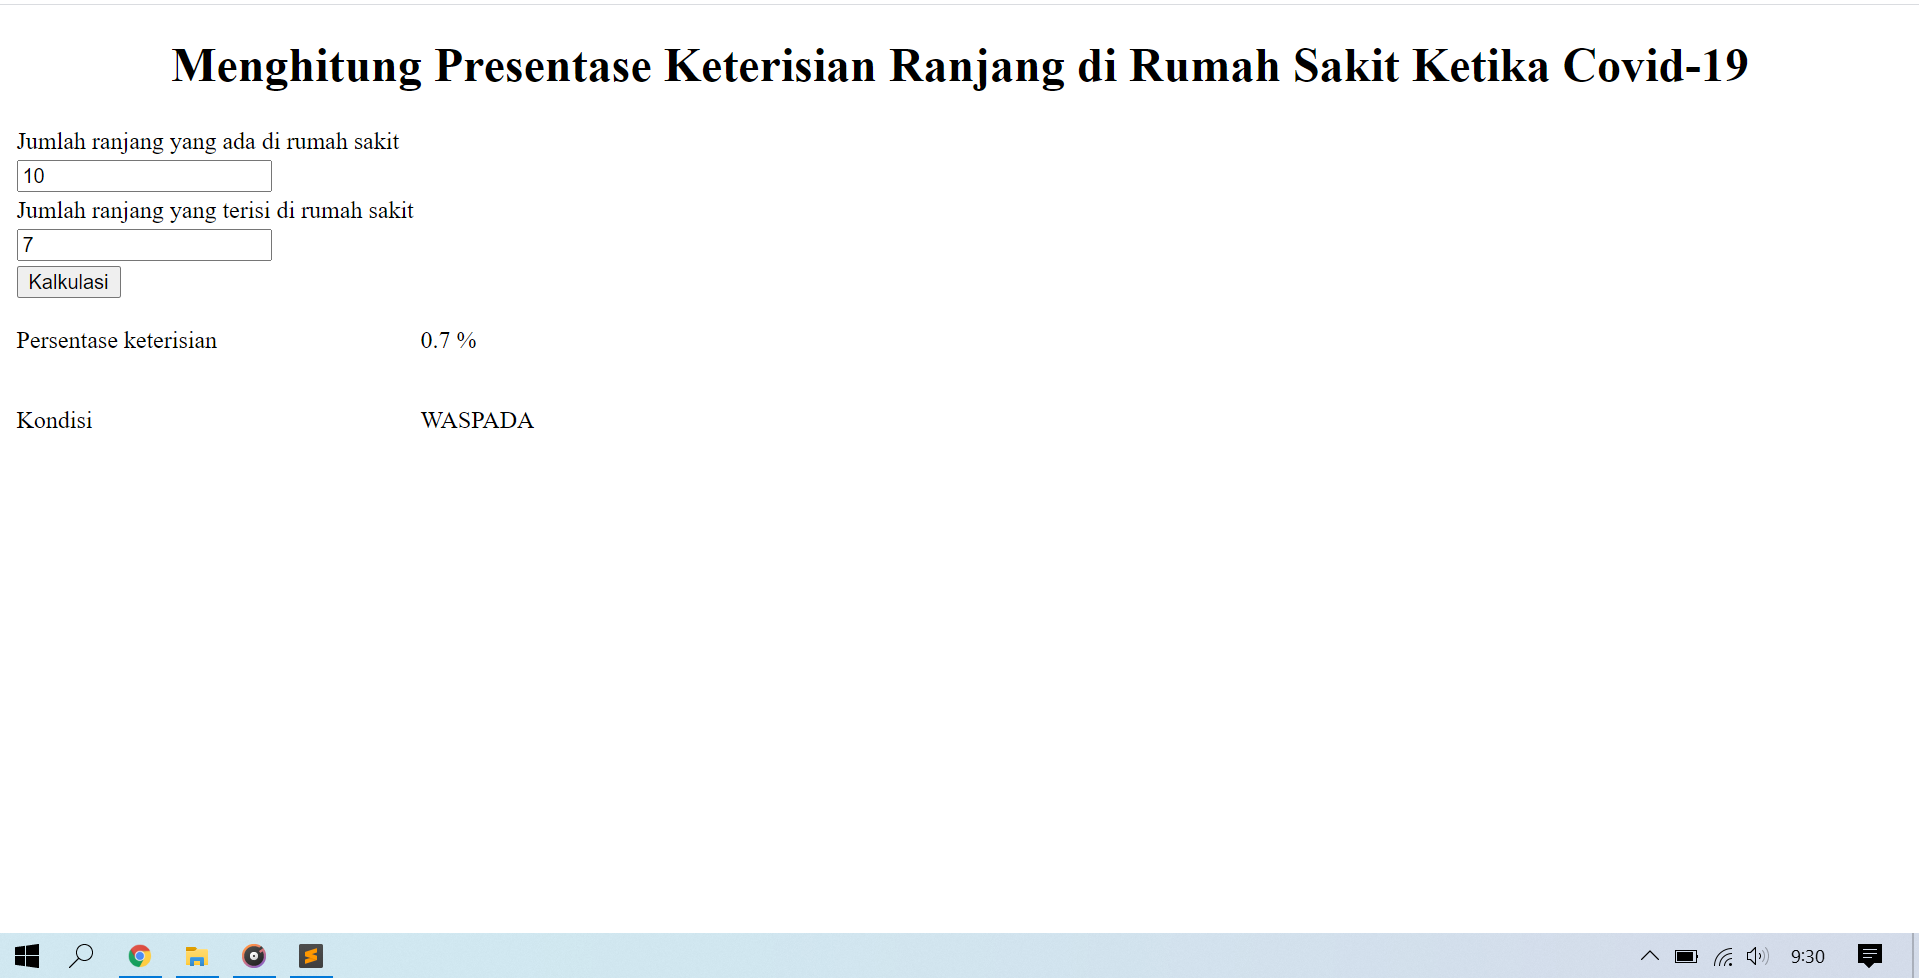 Menghitung Presentase Keterisian Ranjang di Rumah Sakit Ketika Covid-19
Jumlah ranjang yang ada di rumah sakit
10
Jumlah ranjang yang terisi di rumah sakit
7
Kalkulasi
Persentase keterisian 0.7 %
Kondisi WASPADA
9:30